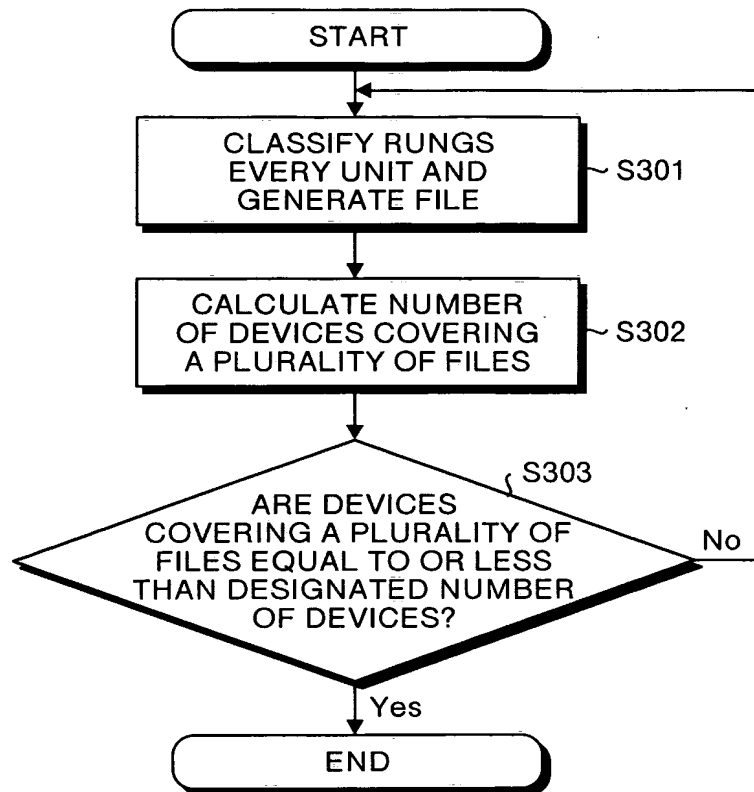 START
CLASSIFY RUNGS
EVERY UNIT AND
GENERATE FILE
S301
CALCULATE NUMBER
OF DEVICES COVERING
A PLURALITY OF FILES
S302
S303
ARE DEVICES
COVERING A PLURALITY OF
FILES EQUAL TO OR LESS
THAN DESIGNATED NUMBER
OF DEVICES?
No
Yes
END